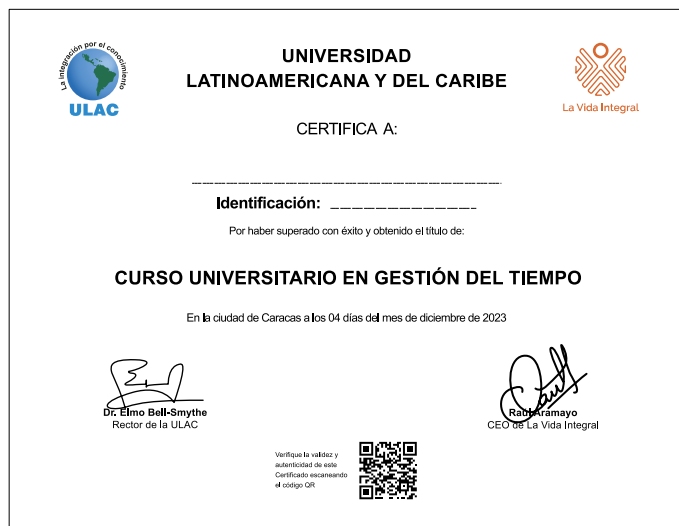 La integración por el conocimiento
ULAC
UNIVERSIDAD
LATINOAMERICANA Y DEL CARIBE
La Vida Integral
CERTIFICA A:
Identificación:
Por haber superado con éxito y obtenido el título de:
CURSO UNIVERSITARIO EN GESTIÓN DEL TIEMPO
En la ciudad de Caracas a los 04 días del mes de diciembre de 2023
Dr. Elmo Bell-Smythe
Rector de la ULAC
Raúl Aramayo
CEO de La Vida Integral
Verifique la validez y
autenticidad de este
Certificado escaneando
el código QR